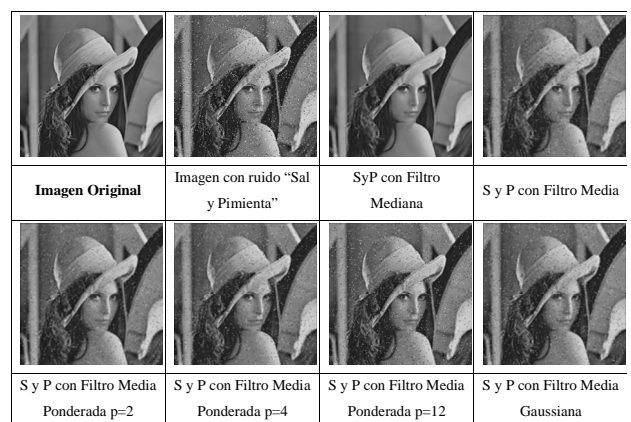 Imagen Original
Imagen con ruido “Sal
y Pimienta”
SyP con Filtro
Mediana
S y P con Filtro Media
S y P con Filtro Media
Ponderada p=2
S y P con Filtro Media
Ponderada p=4
S y P con Filtro Media
Ponderada p=12
S y P con Filtro Media
Gaussiana